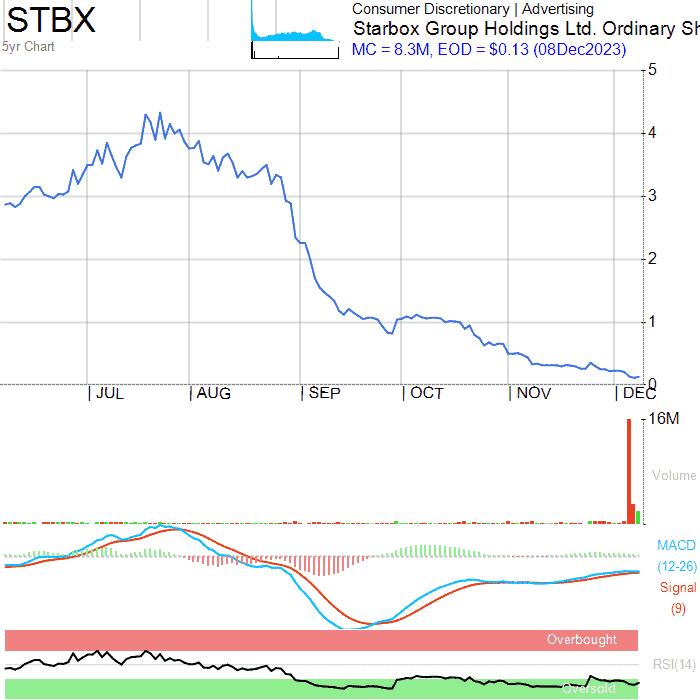 STBX
5yr Chart
Consumer Discretionary | Advertising
Starbox Group Holdings Ltd. Ordinary Sh
MC = 8.3M, EOD = $0.13 (08Dec2023)
5
4
3
2
1
0
JUL AUG SEP OCT NOV DEC
16M
Volume
MACD
(12-26)
Signal
(9)
Overbought
RSI(14)
Oversold